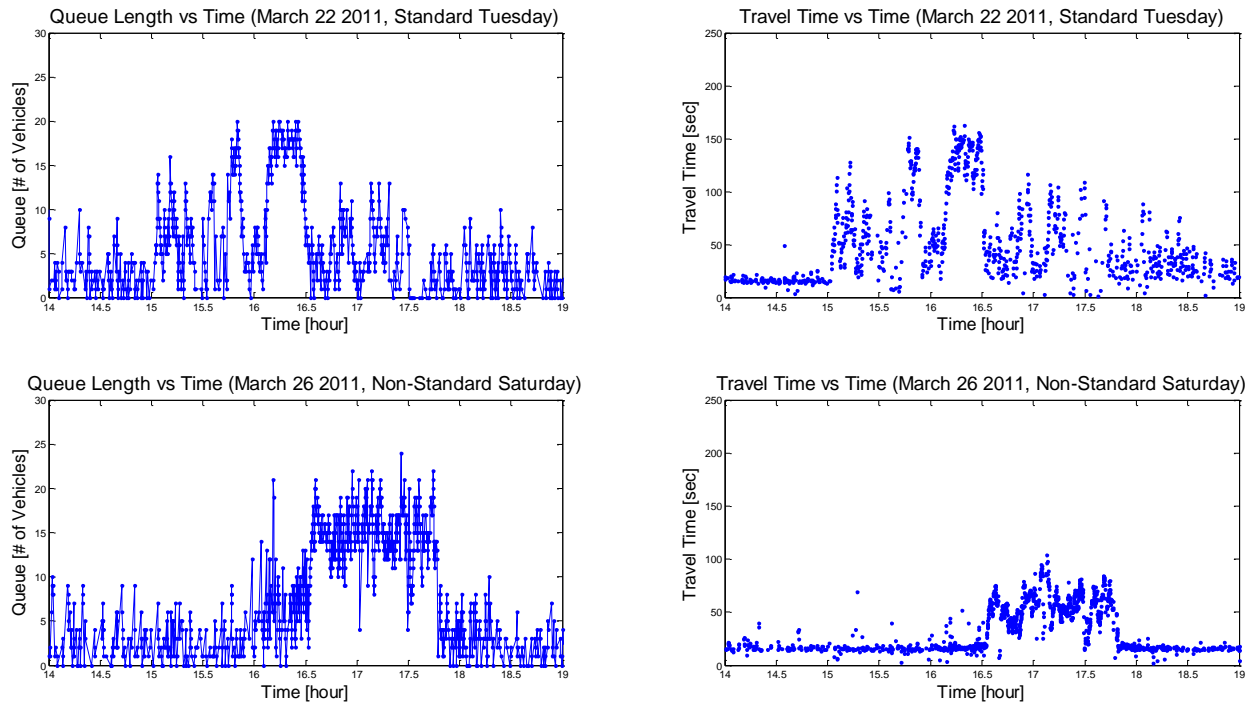 Queue Length vs Time (March 22 2011, Standard Tuesday)
30
25
20
15
10
5
0
Queue [# of Vehicles]
14 14.5 15 15.5 16 16.5 17 17.5 18 18.5 19
Time [hour]
Travel Time vs Time (March 22 2011, Standard Tuesday)
250
200
150
100
50
0
Travel Time [sec]
14 14.5 15 15.5 16 16.5 17 17.5 18 18.5 19
Time [hour]
Queue Length vs Time (March 26 2011, Non-Standard Saturday)
30
25
20
15
10
5
0
Queue [# of Vehicles]
14 14.5 15 15.5 16 16.5 17 17.5 18 18.5 19
Time [hour]
Travel Time vs Time (March 26 2011, Non-Standard Saturday)
250
200
150
100
50
0
Travel Time [sec]
14 14.5 15 15.5 16 16.5 17 17.5 18 18.5 19
Time [hour]